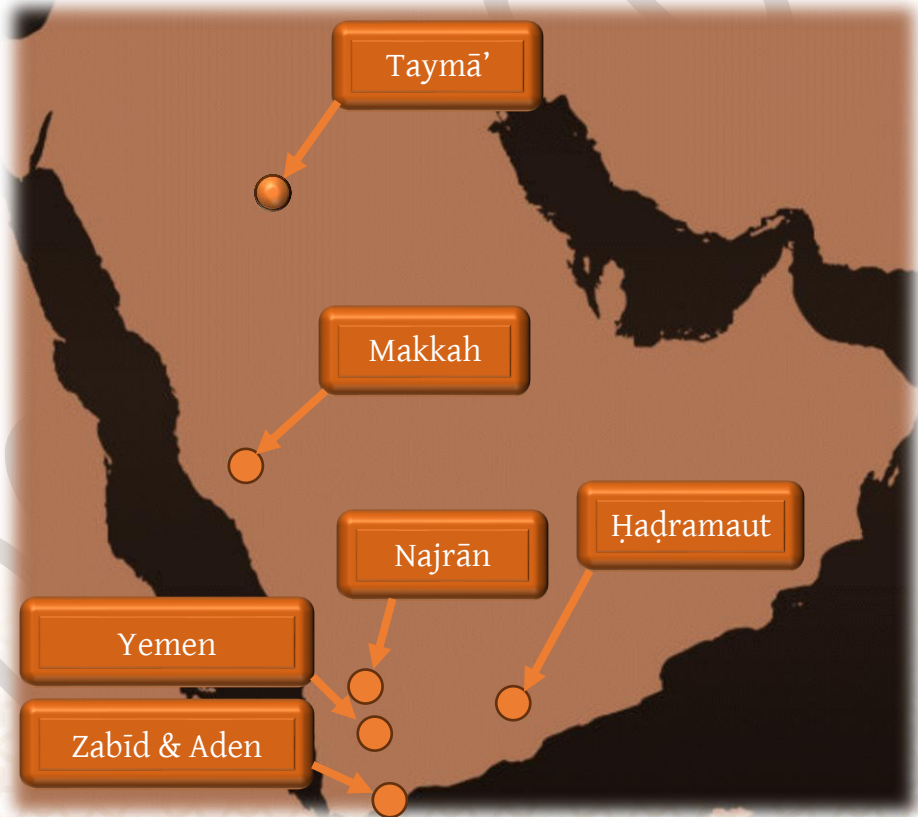 Taymā’
Makkah
Ḥaḍramaut
Najrān
Yemen
Zabīd & Aden